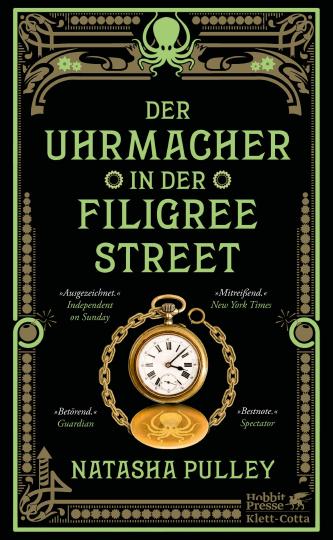 DER
UHRMACHER
IN DER
FILIGREE
STREET
»Ausgezeichnet.«
Independent
on Sunday
»Mitreißend.«
New York Times
»Betörend.«
Guardian
»Bestnote.«
Spectator
NATASHA PULLEY
Hobbit
Presse
Klett-Cotta